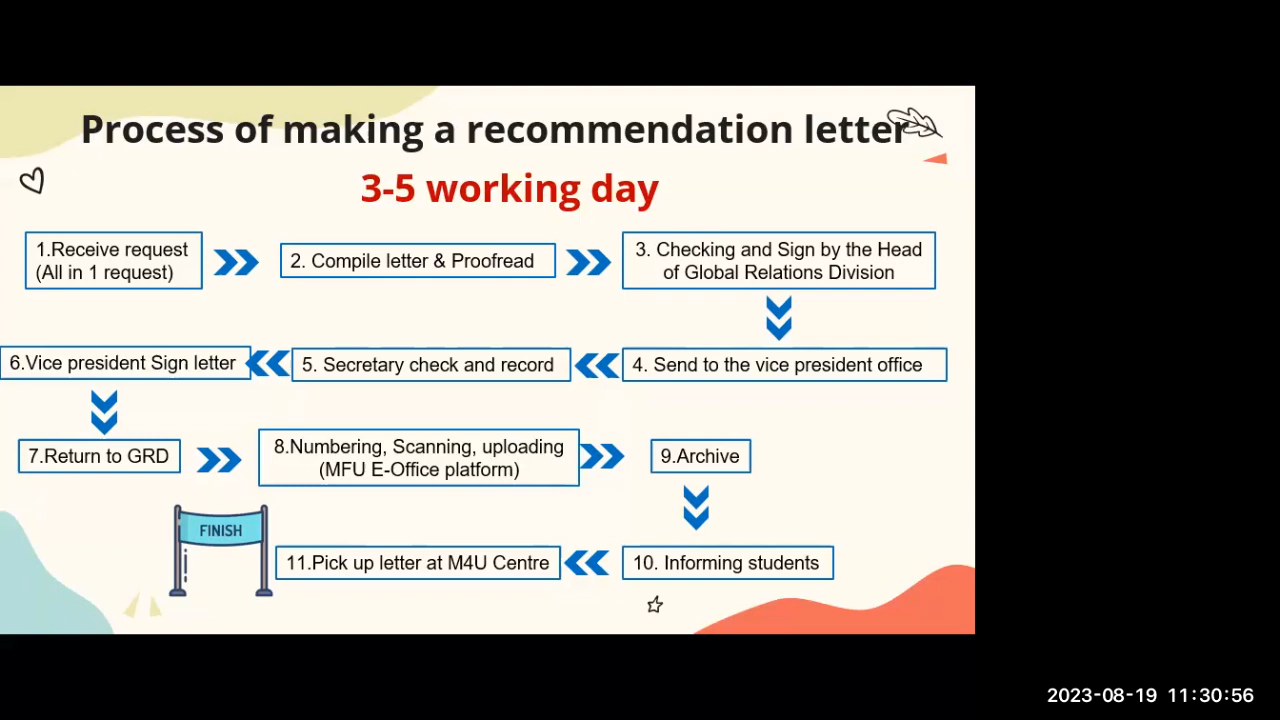 Process of making a recommendation letter
3-5 working day
1.Receive request
(All in 1 request)
2. Compile letter & Proofread
3. Checking and Sign by the Head
of Global Relations Division
6.Vice president Sign letter
5. Secretary check and record
4. Send to the vice president office
7.Return to GRD
8.Numbering, Scanning, uploading
(MFU E-Office platform)
9.Archive
FINISH
11.Pick up letter at M4U Centre
10. Informing students
2023-08-19 11:30:56